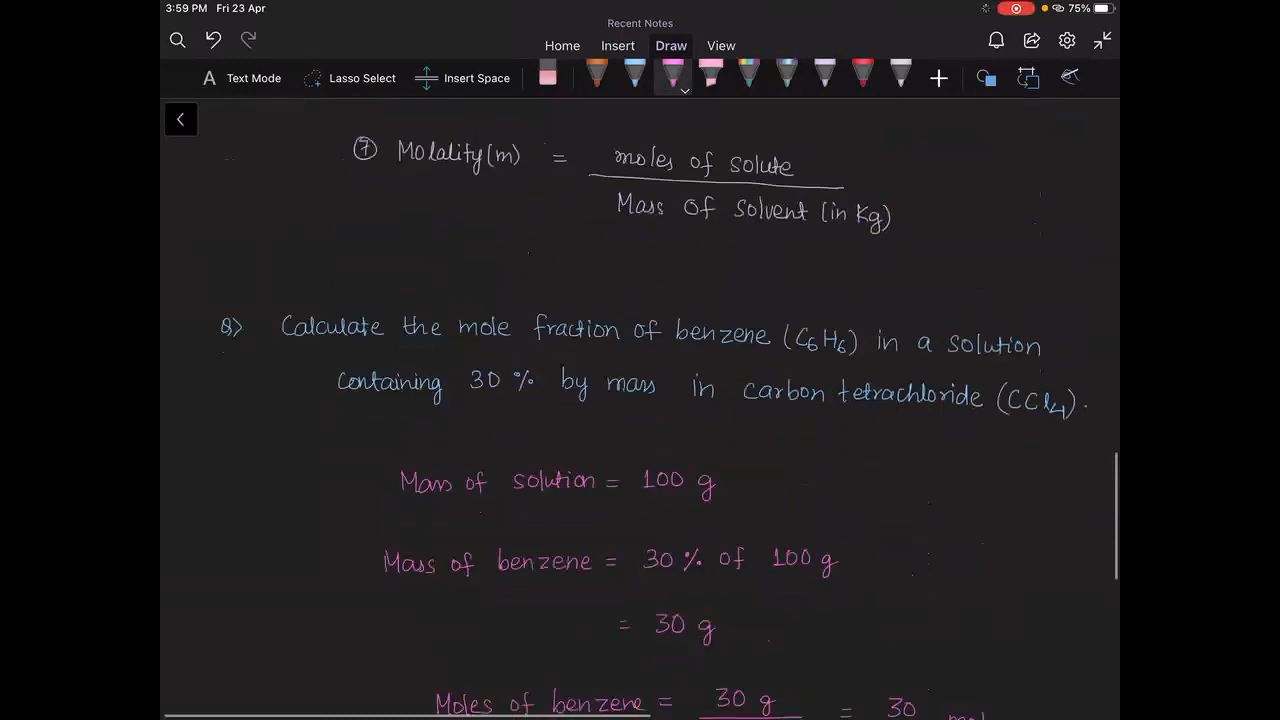 3:59 PM Fri 23 Apr
75%
Recent Notes
Home Insert Draw View
Text Mode Lasso Select Insert Space
⑦ Molality(m) = moles of solute
Mass of solvent (in Kg)
Q> Calculate the mole fraction of benzene (C₆H₆) in a solution
containing 30 % by mass in carbon tetrachloride (CCl₄).
Mass of solution = 100 g
Mass of benzene = 30 % of 100 g
= 30 g
Moles of benzene = 30 g = 30 mol